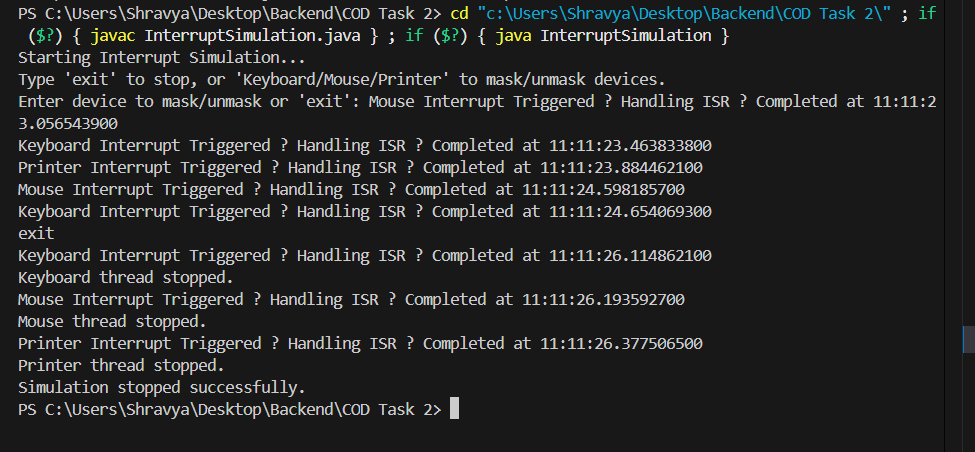 PS C:\Users\Shravya\Desktop\Backend\COD Task 2> cd "c:\Users\Shravya\Desktop\Backend\COD Task 2\" ; if
($?) { javac InterruptSimulation.java } ; if ($?) { java InterruptSimulation }
Starting Interrupt Simulation...
Type 'exit' to stop, or 'Keyboard/Mouse/Printer' to mask/unmask devices.
Enter device to mask/unmask or 'exit': Mouse Interrupt Triggered ? Handling ISR ? Completed at 11:11:2
3.056543900
Keyboard Interrupt Triggered ? Handling ISR ? Completed at 11:11:23.463833800
Printer Interrupt Triggered ? Handling ISR ? Completed at 11:11:23.884462100
Mouse Interrupt Triggered ? Handling ISR ? Completed at 11:11:24.598185700
Keyboard Interrupt Triggered ? Handling ISR ? Completed at 11:11:24.654069300
exit
Keyboard Interrupt Triggered ? Handling ISR ? Completed at 11:11:26.114862100
Keyboard thread stopped.
Mouse Interrupt Triggered ? Handling ISR ? Completed at 11:11:26.193592700
Mouse thread stopped.
Printer Interrupt Triggered ? Handling ISR ? Completed at 11:11:26.377506500
Printer thread stopped.
Simulation stopped successfully.
PS C:\Users\Shravya\Desktop\Backend\COD Task 2>